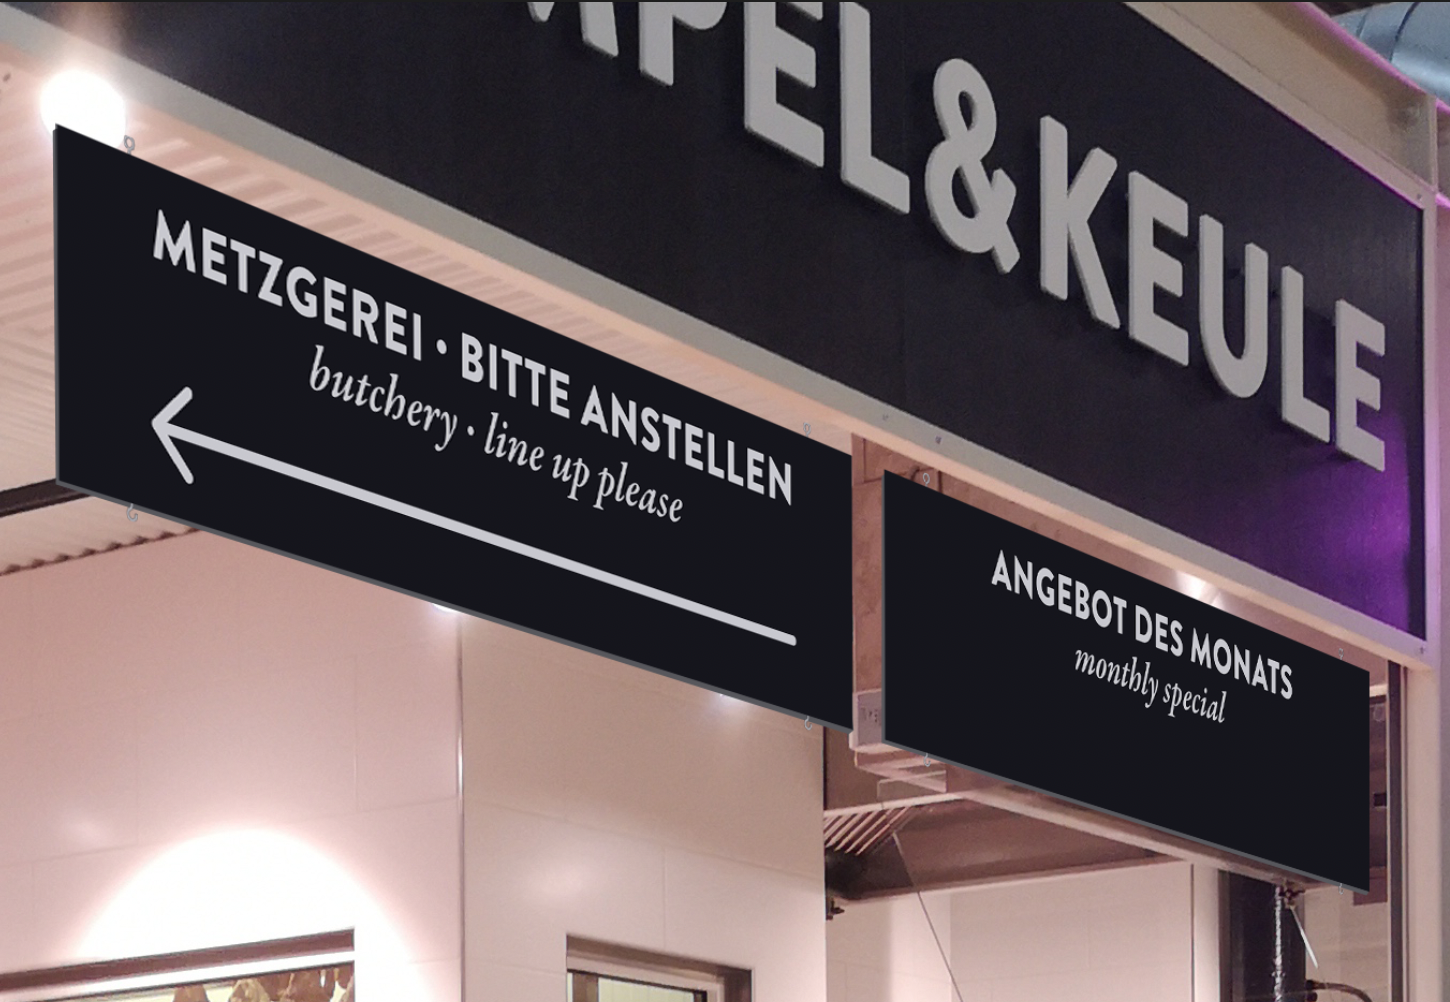 PEL&KEULE
METZGEREI · BITTE ANSTELLEN
butchery · line up please
ANGEBOT DES MONATS
monthly special